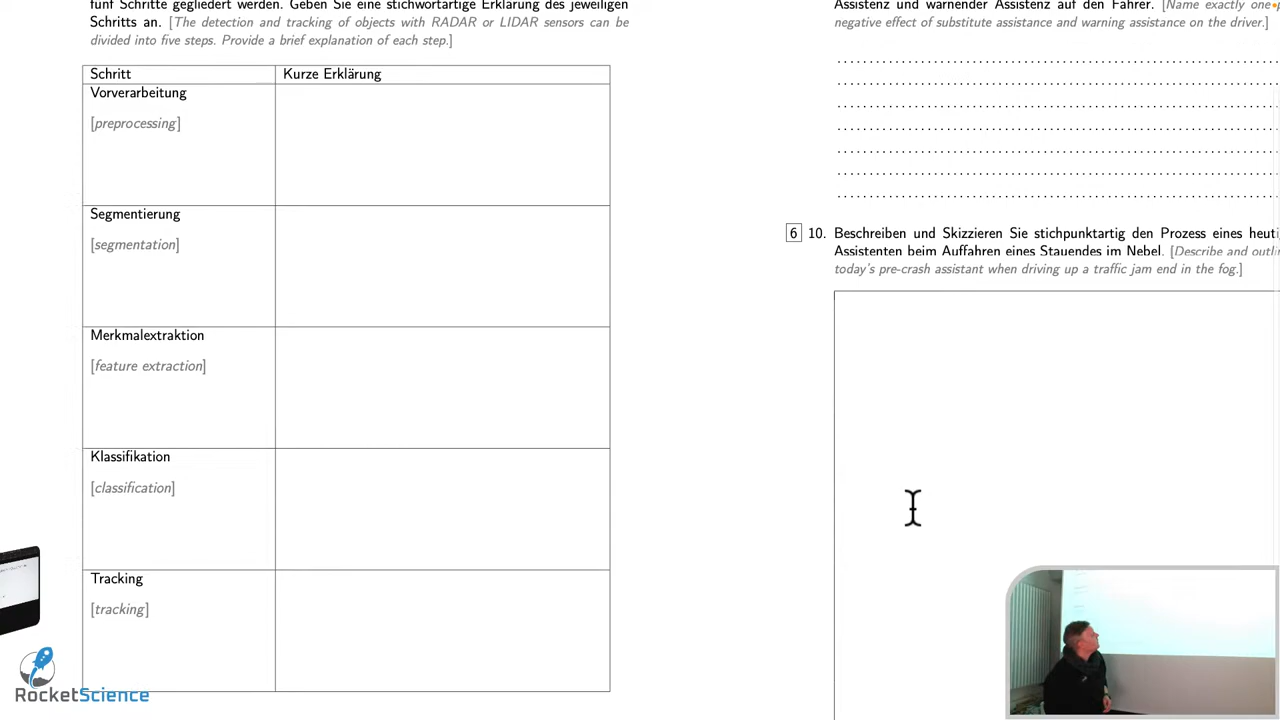 fünf Schritte gegliedert werden. Geben Sie eine stichwortartige Erklärung des jeweiligen
Schritts an. [The detection and tracking of objects with RADAR or LIDAR sensors can be
divided into five steps. Provide a brief explanation of each step.]
Schritt Kurze Erklärung
Vorverarbeitung
[preprocessing]
Segmentierung
[segmentation]
Merkmalextraktion
[feature extraction]
Klassifikation
[classification]
Tracking
[tracking]
Assistenz und warnender Assistenz auf den Fahrer. [Name exactly one
negative effect of substitute assistance and warning assistance on the driver.]
6 10. Beschreiben und Skizzieren Sie stichpunktartig den Prozess eines heuti
Assistenten beim Auffahren eines Stauendes im Nebel. [Describe and outli
today's pre-crash assistant when driving up a traffic jam end in the fog.]
RocketScience